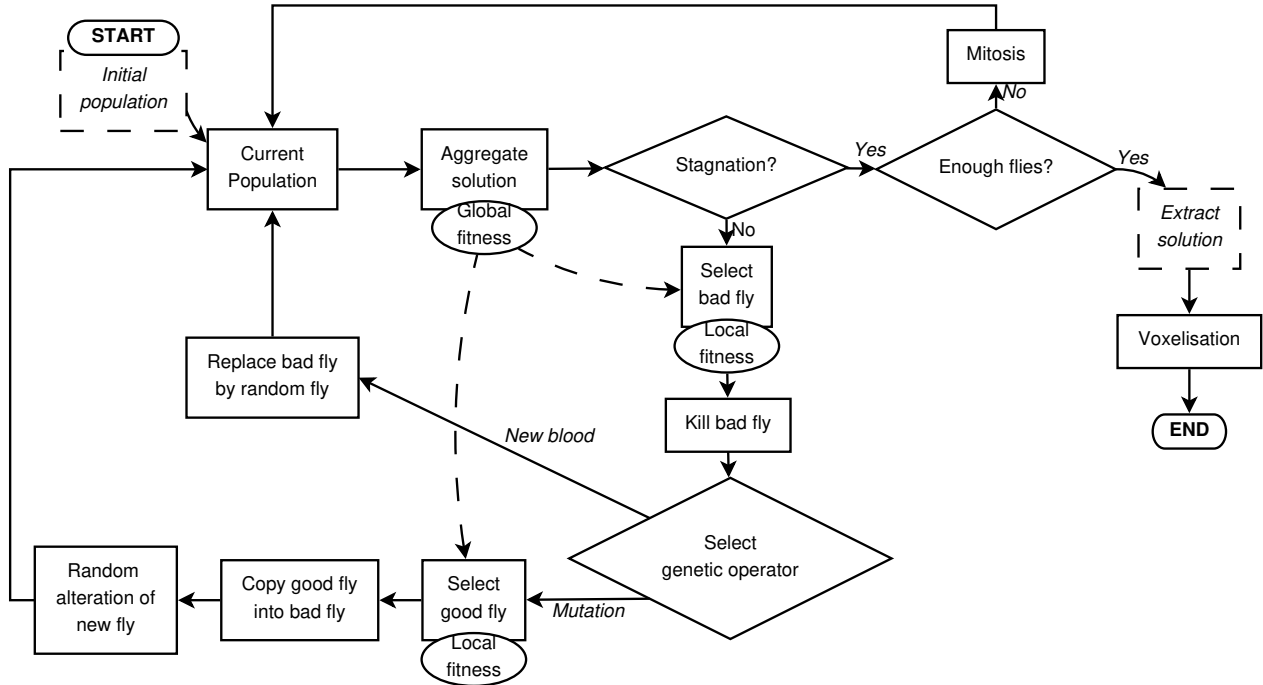 START
Initial
population
Mitosis
No
Current
Population
Aggregate
solution
Global
fitness
Stagnation?
Yes
Enough flies?
Yes
Extract
solution
No
Select
bad fly
Local
fitness
Voxelisation
Replace bad fly
by random fly
Kill bad fly
END
New blood
Select
genetic operator
Random
alteration of
new fly
Copy good fly
into bad fly
Select
good fly
Local
fitness
Mutation